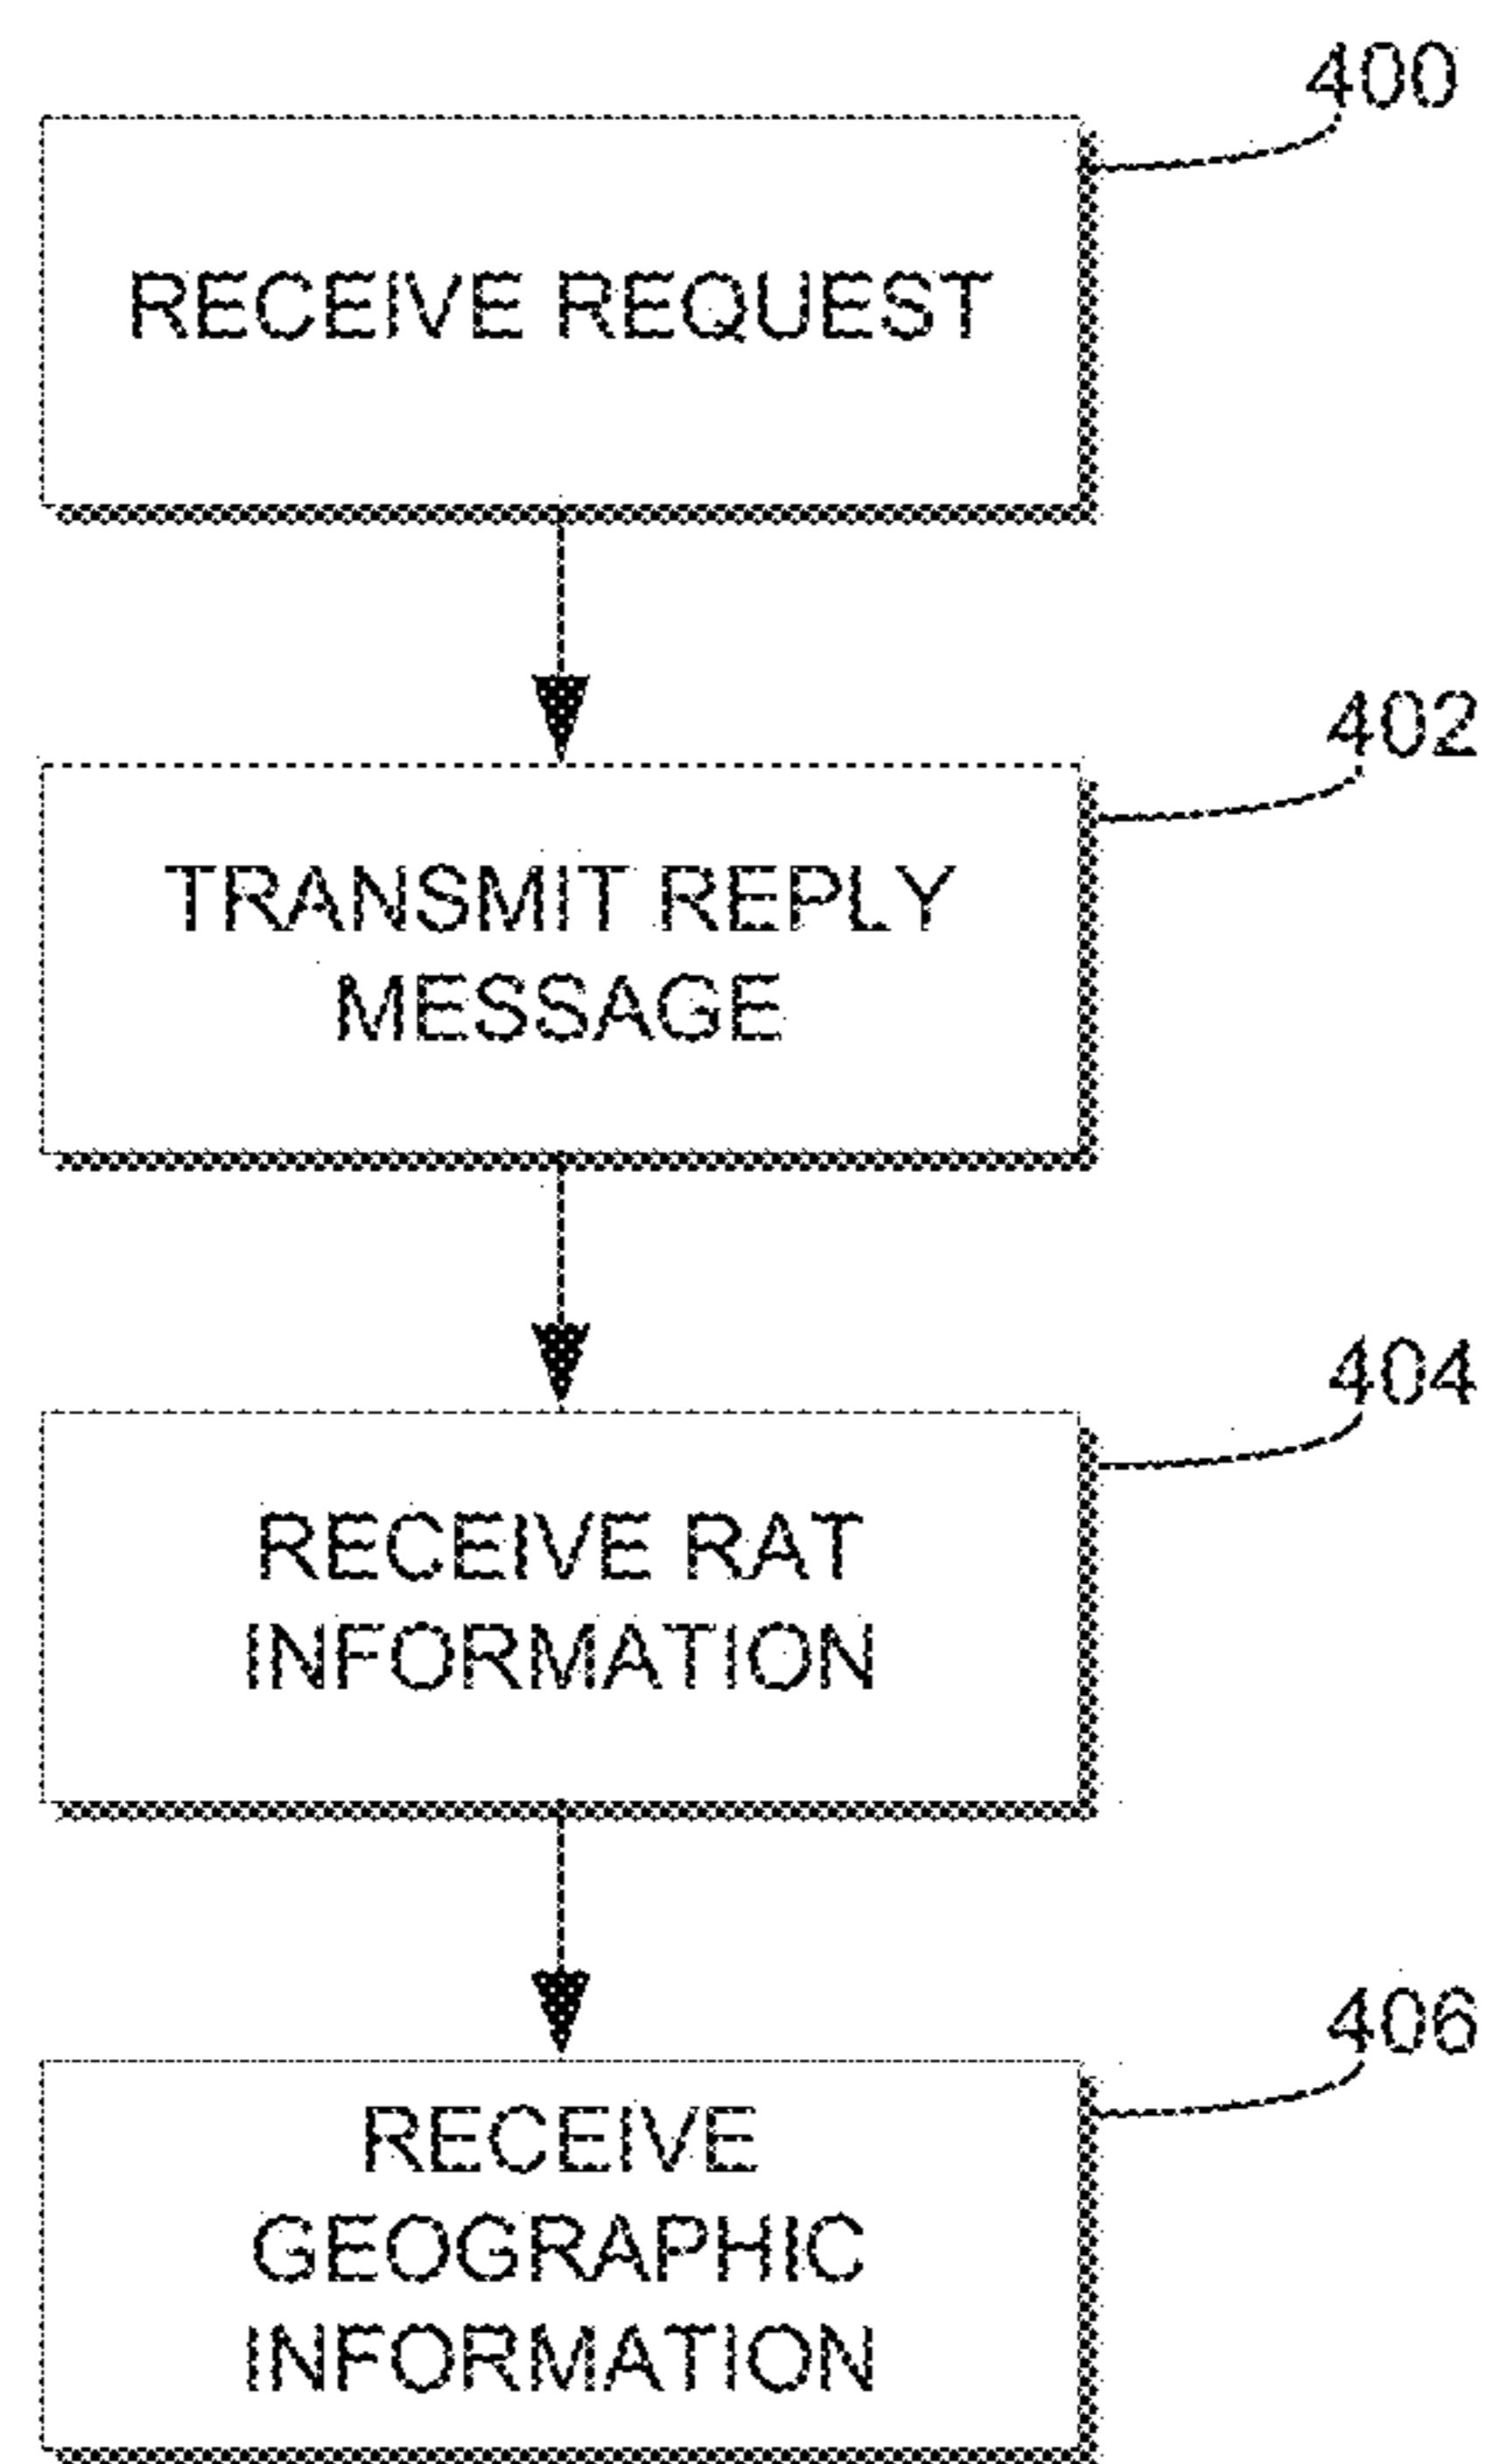 400
RECEIVE REQUEST
402
TRANSMIT REPLY
MESSAGE
404
RECEIVE RAT
INFORMATION
406
RECEIVE
GEOGRAPHIC
INFORMATION